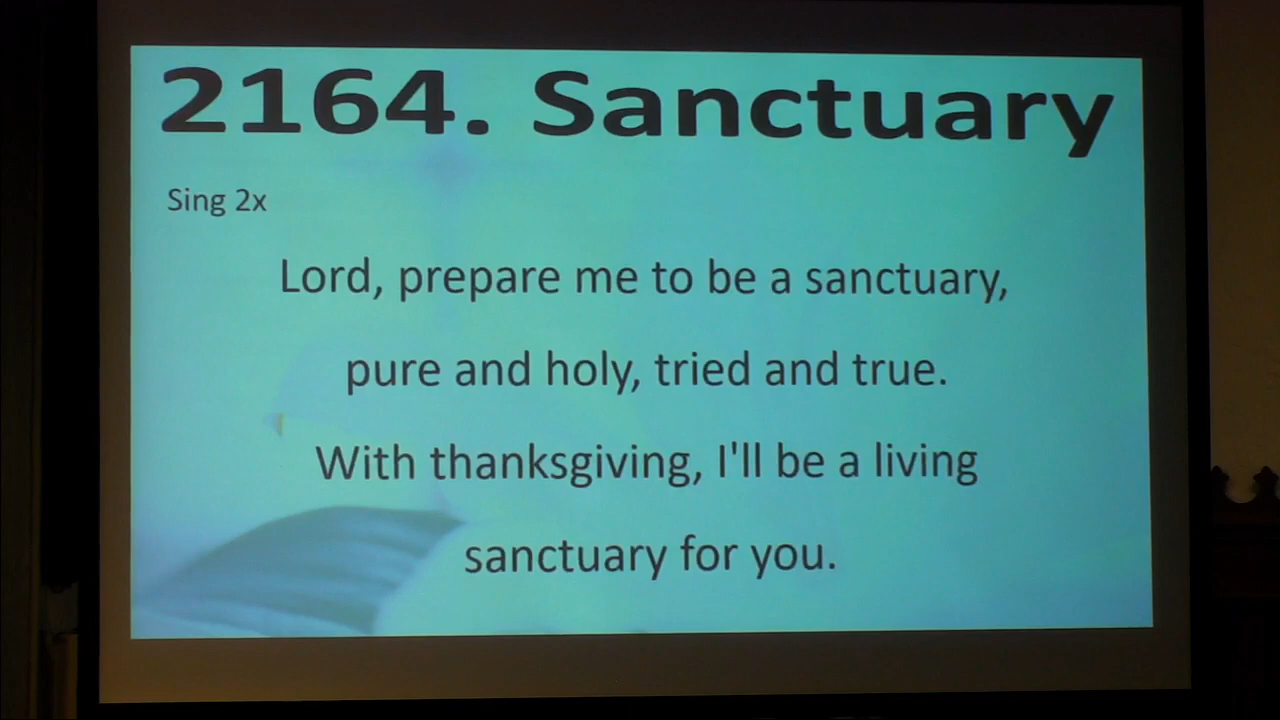 2164. Sanctuary
Sing 2x
Lord, prepare me to be a sanctuary,
pure and holy, tried and true.
With thanksgiving, I'll be a living
sanctuary for you.